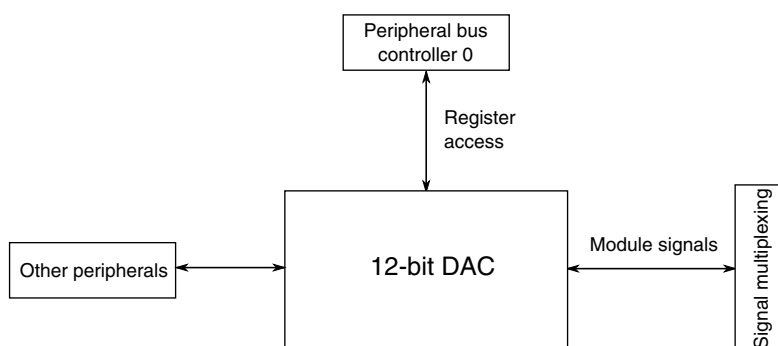 Peripheral bus
controller 0
Register
access
Other peripherals
12-bit DAC
Module signals
Signal multiplexing